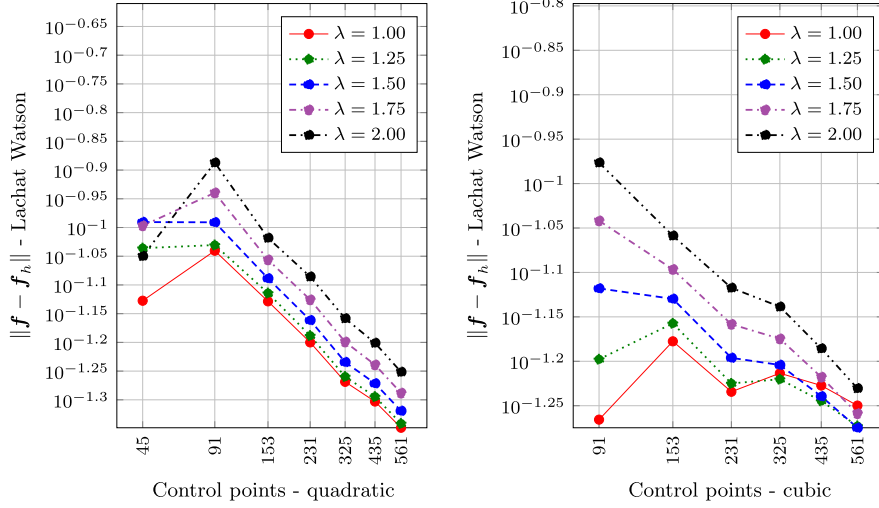 10^{-0.65}
10^{-0.7}
10^{-0.75}
10^{-0.8}
10^{-0.85}
10^{-0.9}
10^{-0.95}
10^{-1}
10^{-1.05}
10^{-1.1}
10^{-1.15}
10^{-1.2}
10^{-1.25}
10^{-1.3}
‖f − f_h‖ - Lachat Watson
λ = 1.00
λ = 1.25
λ = 1.50
λ = 1.75
λ = 2.00
45 91 153 231 325 435 561
Control points - quadratic
10^{-0.8}
10^{-0.85}
10^{-0.9}
10^{-0.95}
10^{-1}
10^{-1.05}
10^{-1.1}
10^{-1.15}
10^{-1.2}
10^{-1.25}
‖f − f_h‖ - Lachat Watson
λ = 1.00
λ = 1.25
λ = 1.50
λ = 1.75
λ = 2.00
91 153 231 325 435 561
Control points - cubic